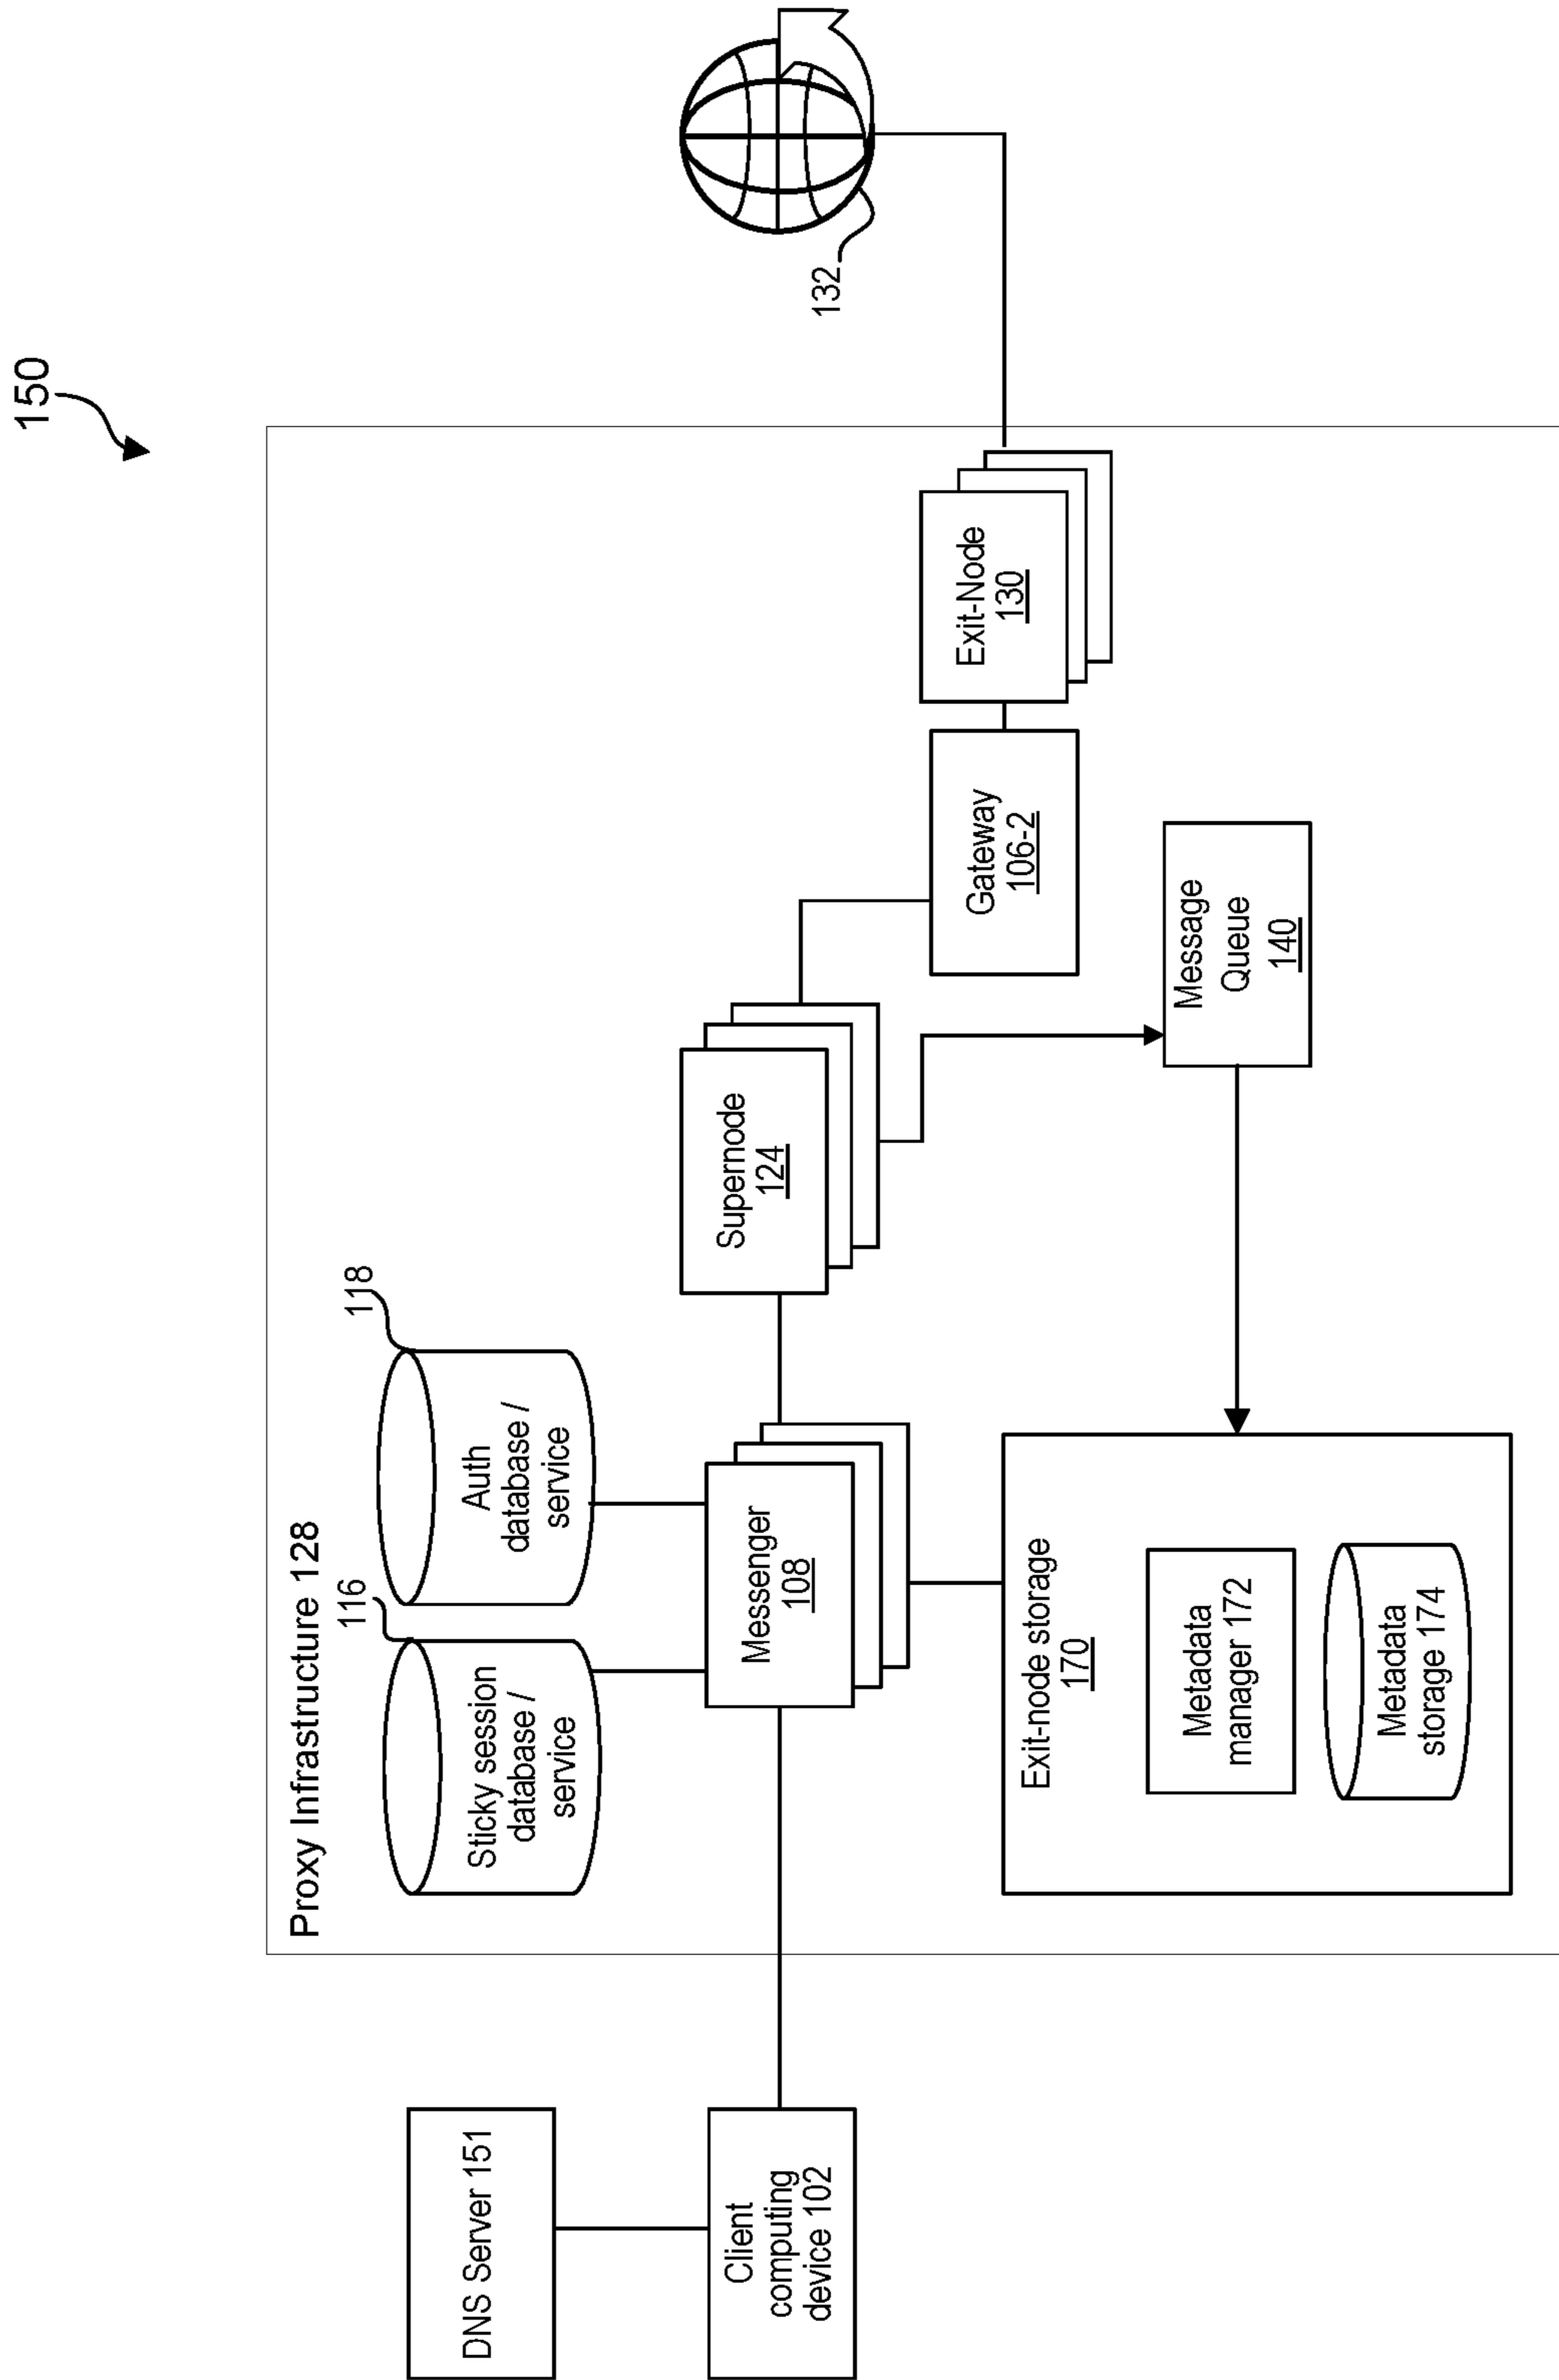 150
Proxy Infrastructure 128
116
118
Sticky session
database /
service
Auth
database /
service
DNS Server 151
Client
computing
device 102
Messenger
108
Supernode
124
132
Gateway
106-2
Exit-Node
130
Exit-node storage
170
Metadata
manager 172
Metadata
storage 174
Message
Queue
140